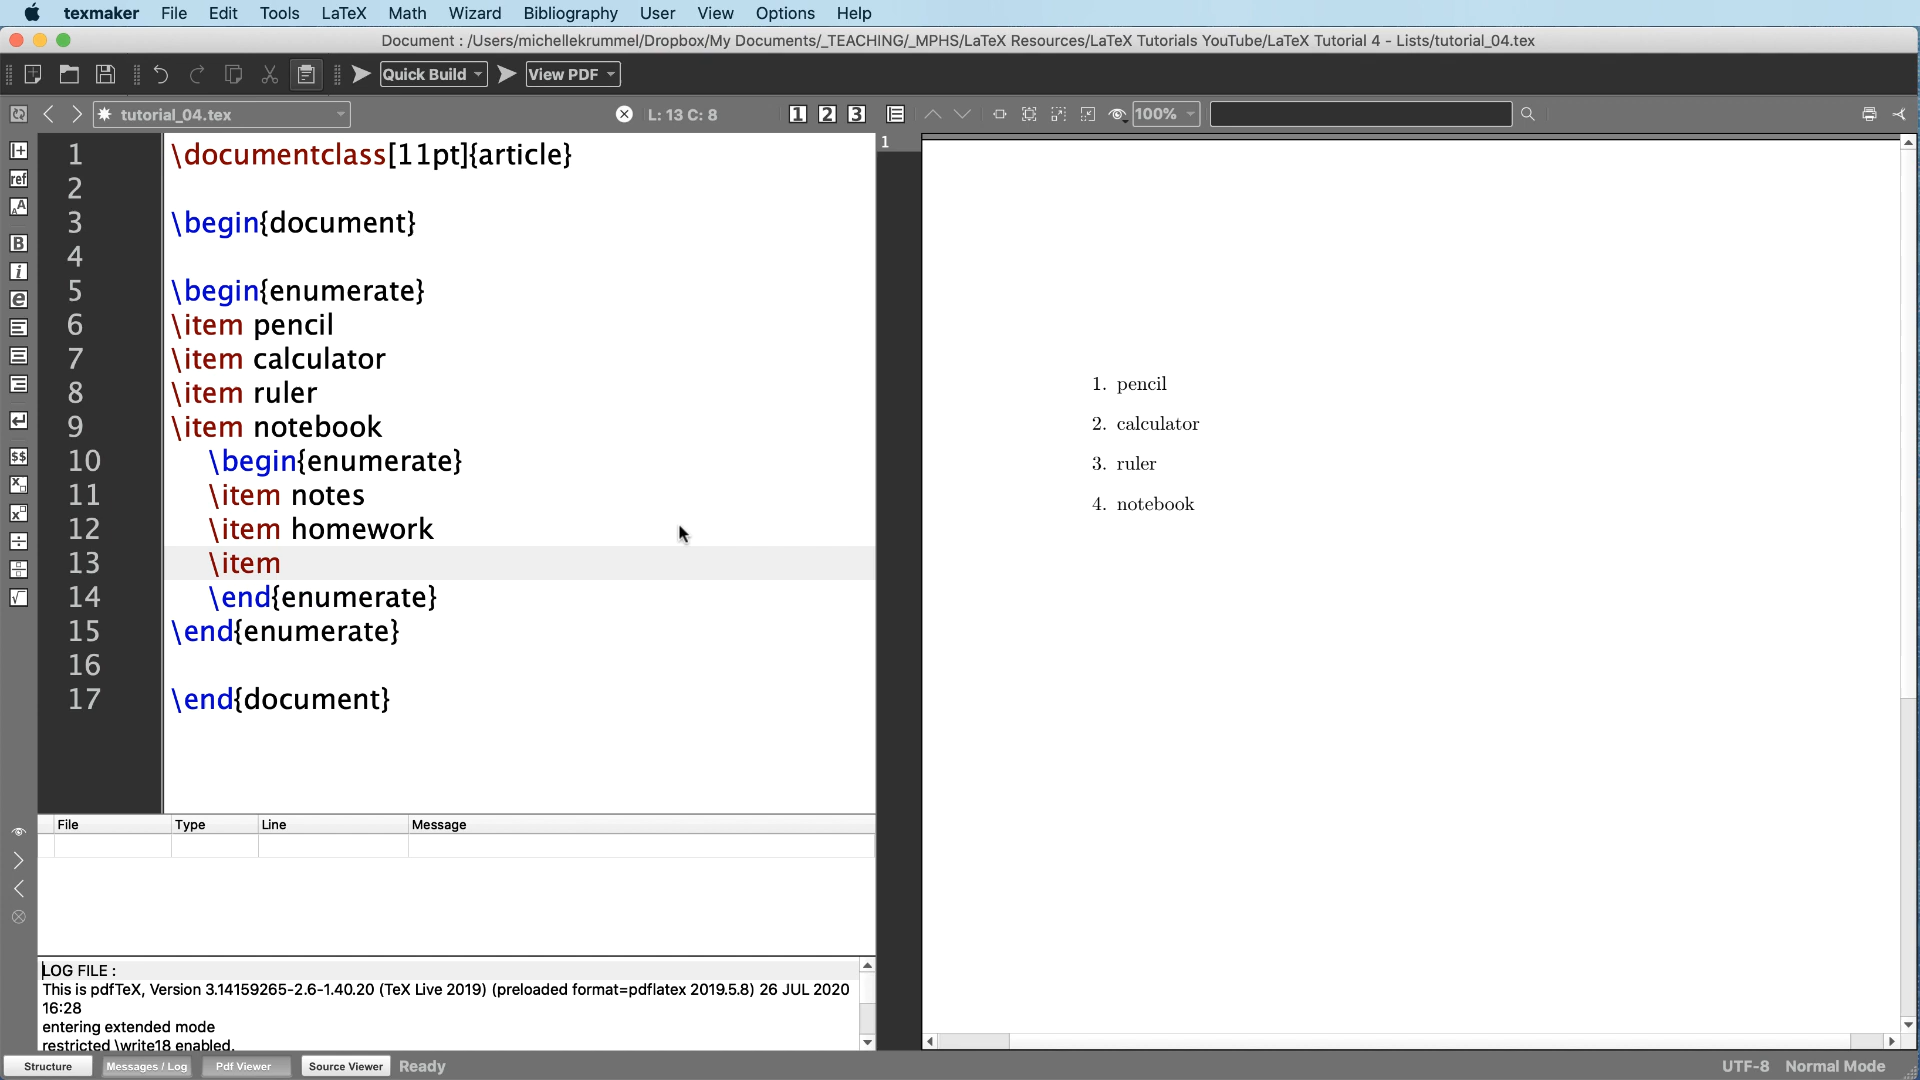 texmaker File Edit Tools LaTeX Math Wizard Bibliography User View Options Help
Document : /Users/michellekrummel/Dropbox/My Documents/_TEACHING/_MPHS/LaTeX Resources/LaTeX Tutorials YouTube/LaTeX Tutorial 4 - Lists/tutorial_04.tex
Quick Build View PDF
tutorial_04.tex L: 13 C: 8 1 2 3 100%
1 \documentclass[11pt]{article}
2
3 \begin{document}
4
5 \begin{enumerate}
6 \item pencil
7 \item calculator
8 \item ruler
9 \item notebook
10 \begin{enumerate}
11 \item notes
12 \item homework
13 \item
14 \end{enumerate}
15 \end{enumerate}
16
17 \end{document}
1
1. pencil
2. calculator
3. ruler
4. notebook
File Type Line Message
LOG FILE :
This is pdfTeX, Version 3.14159265-2.6-1.40.20 (TeX Live 2019) (preloaded format=pdflatex 2019.5.8) 26 JUL 2020
16:28
entering extended mode
restricted \write18 enabled.
Structure Messages / Log Pdf Viewer Source Viewer Ready UTF-8 Normal Mode